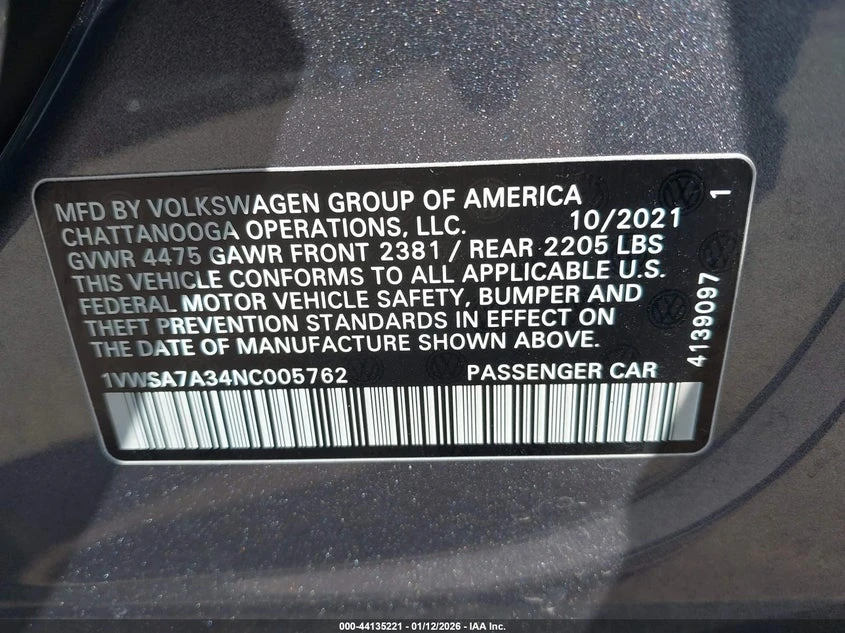 MFD BY VOLKSWAGEN GROUP OF AMERICA
CHATTANOOGA OPERATIONS, LLC. 10/2021 1
GVWR 4475 GAWR FRONT 2381 / REAR 2205 LBS
THIS VEHICLE CONFORMS TO ALL APPLICABLE U.S.
FEDERAL MOTOR VEHICLE SAFETY, BUMPER AND
THEFT PREVENTION STANDARDS IN EFFECT ON
THE DATE OF MANUFACTURE SHOWN ABOVE.
4139097
1VWSA7A34NC005762 PASSENGER CAR
000-44135221 - 01/12/2026 - IAA Inc.